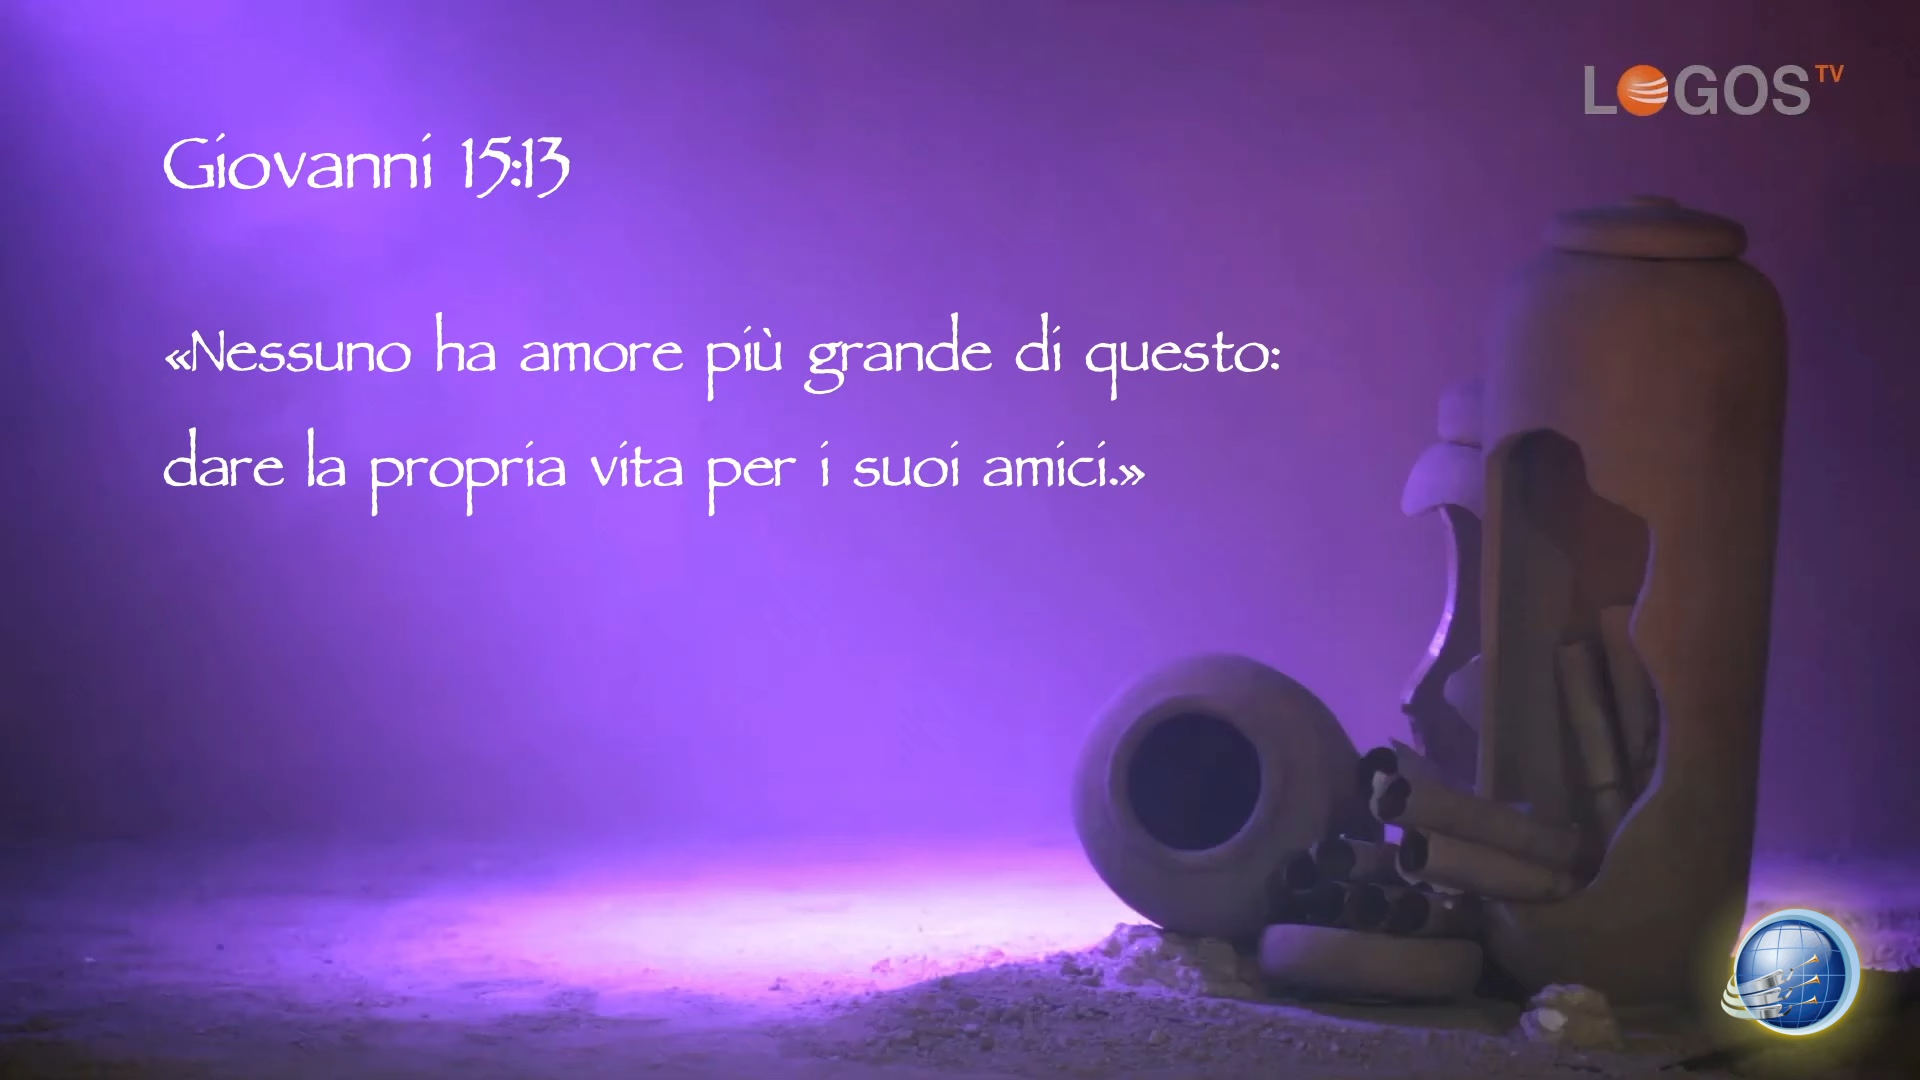 LOGOS TV
Giovanni 15:13
«Nessuno ha amore più grande di questo:
dare la propria vita per i suoi amici.»